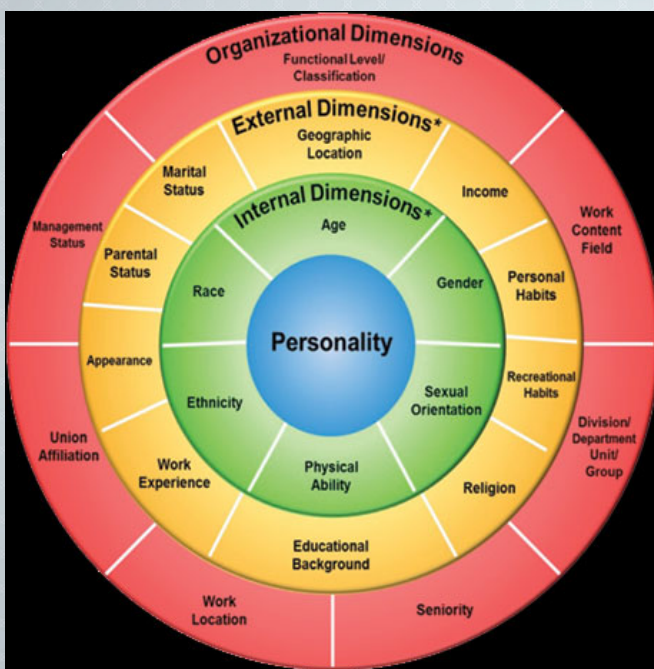 Organizational Dimensions
Functional Level/
Classification
External Dimensions*
Geographic
Location
Marital
Status
Income
Internal Dimensions*
Age
Management
Status
Work
Content
Field
Parental
Status
Personal
Habits
Race
Gender
Personality
Appearance
Recreational
Habits
Ethnicity
Sexual
Orientation
Union
Affiliation
Division/
Department
Unit/
Group
Work
Experience
Physical
Ability
Religion
Educational
Background
Work
Location
Seniority